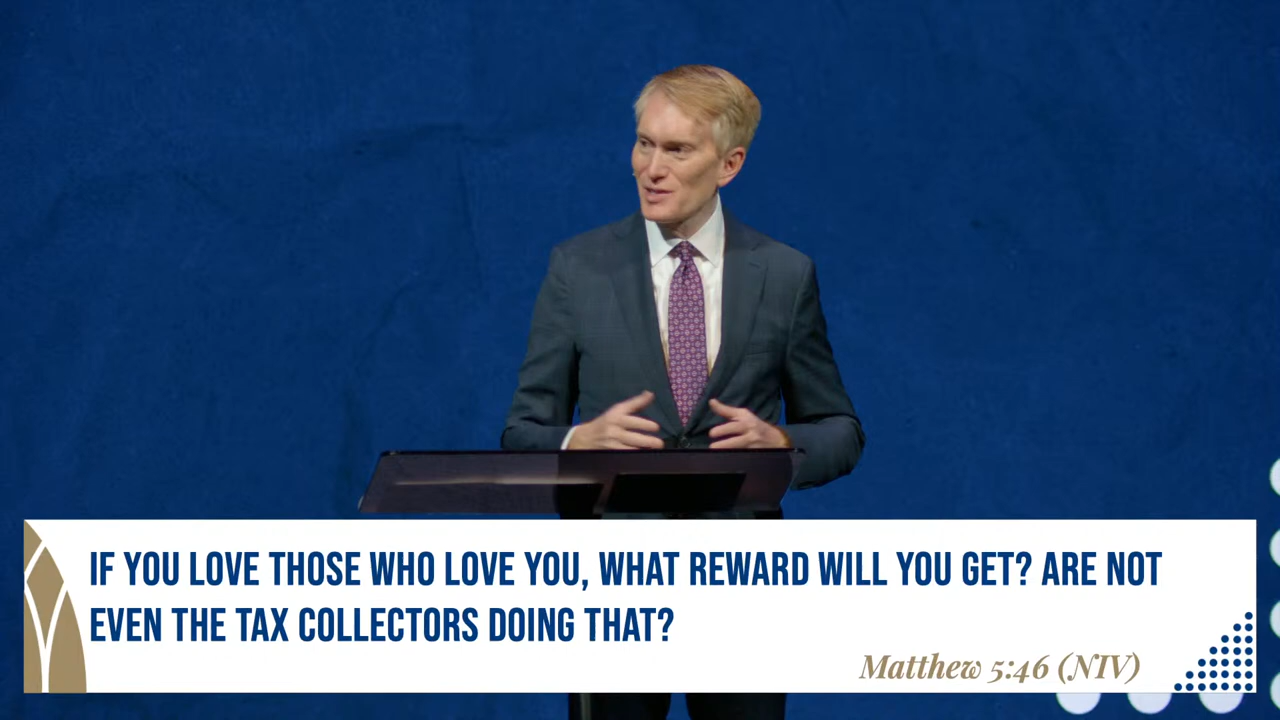 IF YOU LOVE THOSE WHO LOVE YOU, WHAT REWARD WILL YOU GET? ARE NOT
EVEN THE TAX COLLECTORS DOING THAT?
Matthew 5:46 (NIV)